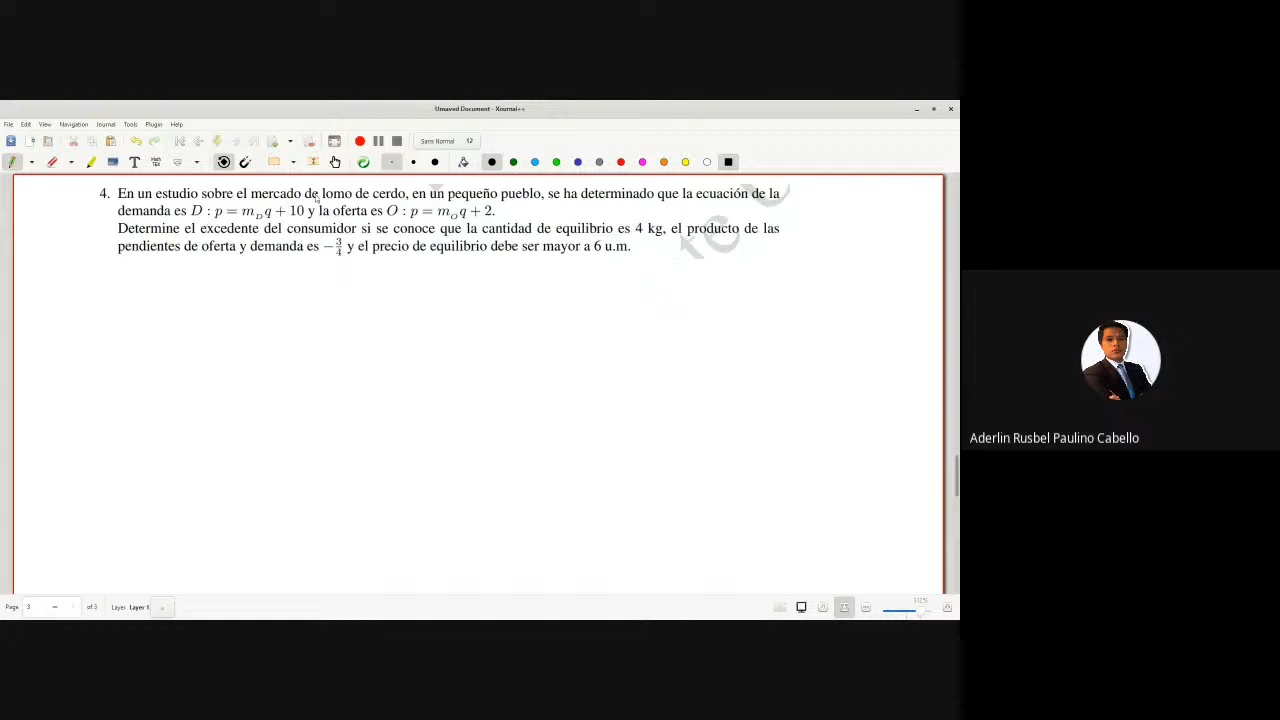 Unsaved Document - Xournal++
File Edit View Navigation Journal Tools Plugin Help
Sans Normal 12
4. En un estudio sobre el mercado de lomo de cerdo, en un pequeño pueblo, se ha determinado que la ecuación de la
demanda es D : p = m_D q + 10 y la oferta es O : p = m_O q + 2.
Determine el excedente del consumidor si se conoce que la cantidad de equilibrio es 4 kg, el producto de las
pendientes de oferta y demanda es −3/4 y el precio de equilibrio debe ser mayor a 6 u.m.
Aderlin Rusbel Paulino Cabello
Page 3 of 3 Layer Layer 1